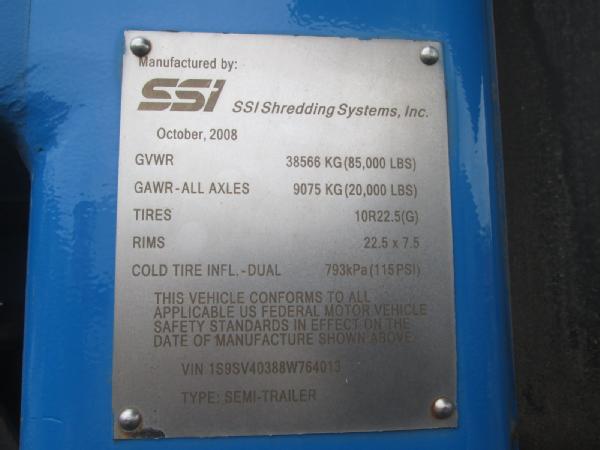 Manufactured by:
SSI SSI Shredding Systems, Inc.
October, 2008
GVWR 38566 KG(85,000 LBS)
GAWR-ALL AXLES 9075 KG(20,000 LBS)
TIRES 10R22.5(G)
RIMS 22.5 x 7.5
COLD TIRE INFL.-DUAL 793kPa(115PSI)
THIS VEHICLE CONFORMS TO ALL
APPLICABLE US FEDERAL MOTOR VEHICLE
SAFETY STANDARDS IN EFFECT ON THE
DATE OF MANUFACTURE SHOWN ABOVE.
VIN 1S9SV40388W764013
TYPE: SEMI-TRAILER